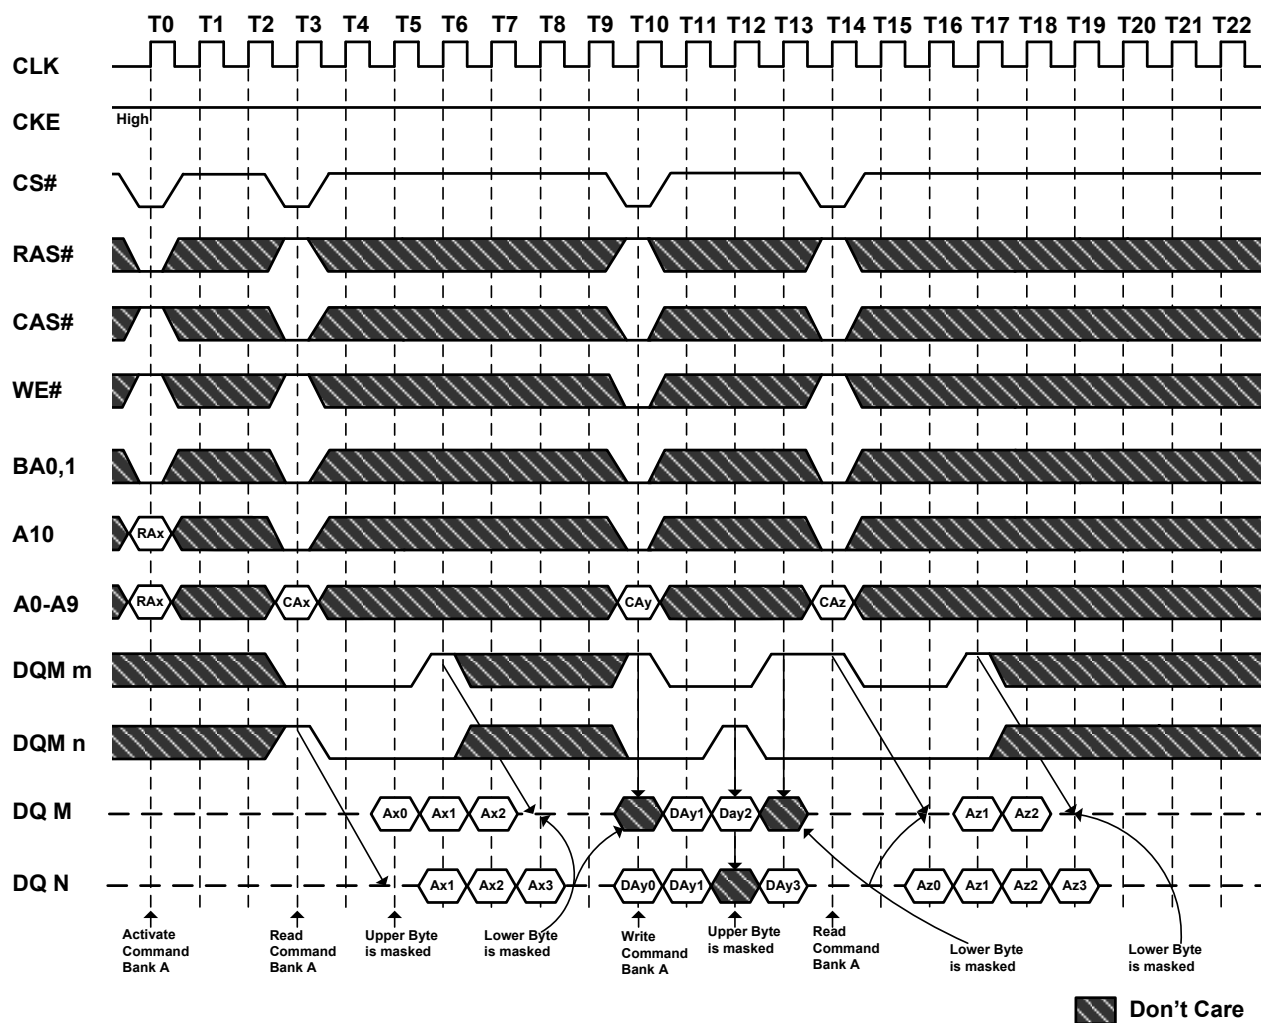 T0 T1 T2 T3 T4 T5 T6 T7 T8 T9 T10 T11 T12 T13 T14 T15 T16 T17 T18 T19 T20 T21 T22
CLK
CKE
High
CS#
RAS#
CAS#
WE#
BA0,1
A10
RAx
A0-A9
RAx CAx CAy CAz
DQM m
DQM n
DQ M
Ax0 Ax1 Ax2 DAy1 Day2 Az1 Az2
DQ N
Ax1 Ax2 Ax3 DAy0 DAy1 DAy3 Az0 Az1 Az2 Az3
Activate
Command
Bank A
Read
Command
Bank A
Upper Byte
is masked
Lower Byte
is masked
Write
Command
Bank A
Upper Byte
is masked
Read
Command
Bank A
Lower Byte
is masked
Lower Byte
is masked
Don't Care